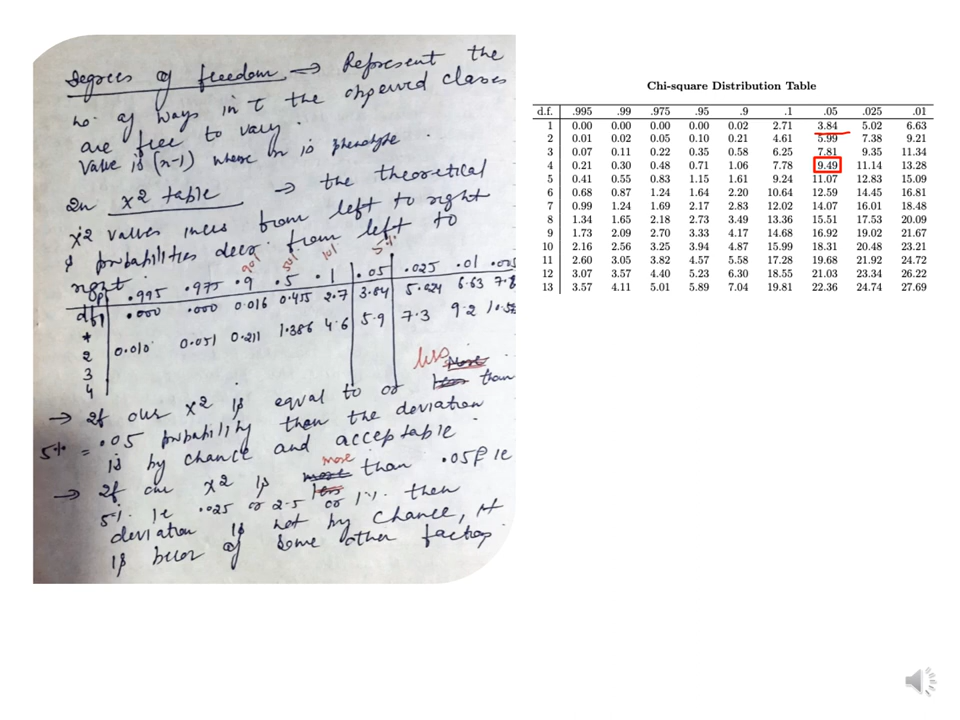 Degrees of freedom → Represent the
no. of ways in the observed classes
are free to vary.
Value is (n-1) where n is phenotype
In x2 table → the theoretical
x2 values incrs from left to right
& probabilities decr. from left to
right
90% 50% 10% 5%
P .995 .975 .9 .5 .1 .05 .025 .01
df 1 .000 .000 0.016 0.455 2.7 3.84 5.024 6.63 7.8
2 0.010 0.051 0.211 1.386 4.6 5.9 7.3 9.2
3
4
less
→ If our x2 is equal to or than
5% = .05 probability then the deviation
is by chance and acceptable
more
→ If our x2 is than .05P ie
5% ie .025 or 2.5 or 1% then
deviation is not by chance, it
is becoz of some other factors
Chi-square Distribution Table
d.f. .995 .99 .975 .95 .9 .1 .05 .025 .01
1 0.00 0.00 0.00 0.00 0.02 2.71 3.84 5.02 6.63
2 0.01 0.02 0.05 0.10 0.21 4.61 5.99 7.38 9.21
3 0.07 0.11 0.22 0.35 0.58 6.25 7.81 9.35 11.34
4 0.21 0.30 0.48 0.71 1.06 7.78 9.49 11.14 13.28
5 0.41 0.55 0.83 1.15 1.61 9.24 11.07 12.83 15.09
6 0.68 0.87 1.24 1.64 2.20 10.64 12.59 14.45 16.81
7 0.99 1.24 1.69 2.17 2.83 12.02 14.07 16.01 18.48
8 1.34 1.65 2.18 2.73 3.49 13.36 15.51 17.53 20.09
9 1.73 2.09 2.70 3.33 4.17 14.68 16.92 19.02 21.67
10 2.16 2.56 3.25 3.94 4.87 15.99 18.31 20.48 23.21
11 2.60 3.05 3.82 4.57 5.58 17.28 19.68 21.92 24.72
12 3.07 3.57 4.40 5.23 6.30 18.55 21.03 23.34 26.22
13 3.57 4.11 5.01 5.89 7.04 19.81 22.36 24.74 27.69